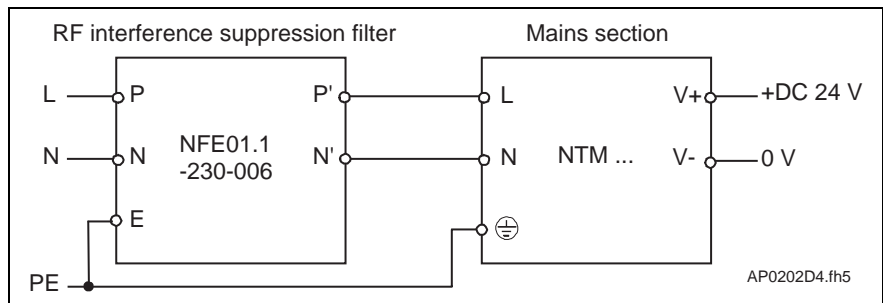 RF interference suppression filter Mains section
L P P' L V+ +DC 24 V
NFE01.1
-230-006
N N N' N NTM ... V- 0 V
E
PE
AP0202D4.fh5